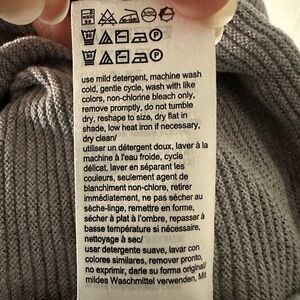 use mild detergent, machine wash
cold, gentle cycle, wash with like
colors, non-chlorine bleach only,
remove promptly, do not tumble
dry, reshape to size, dry flat in
shade, low heat iron if necessary,
dry clean/
utiliser un détergent doux, laver à la
machine à l'eau froide, cycle
délicat, laver en séparant les
couleurs, seulement agent de
blanchiment non-chlore, retirer
immédiatement, ne pas sécher au
sèche-linge, remettre en forme,
sécher à plat à l'ombre, repasser à
basse température si nécessaire,
nettoyage à sec/
usar detergente suave, lavar con
colores similares, remover pronto,
no exprimir, darle su forma original/
mildes Waschmittel verwenden, Mit